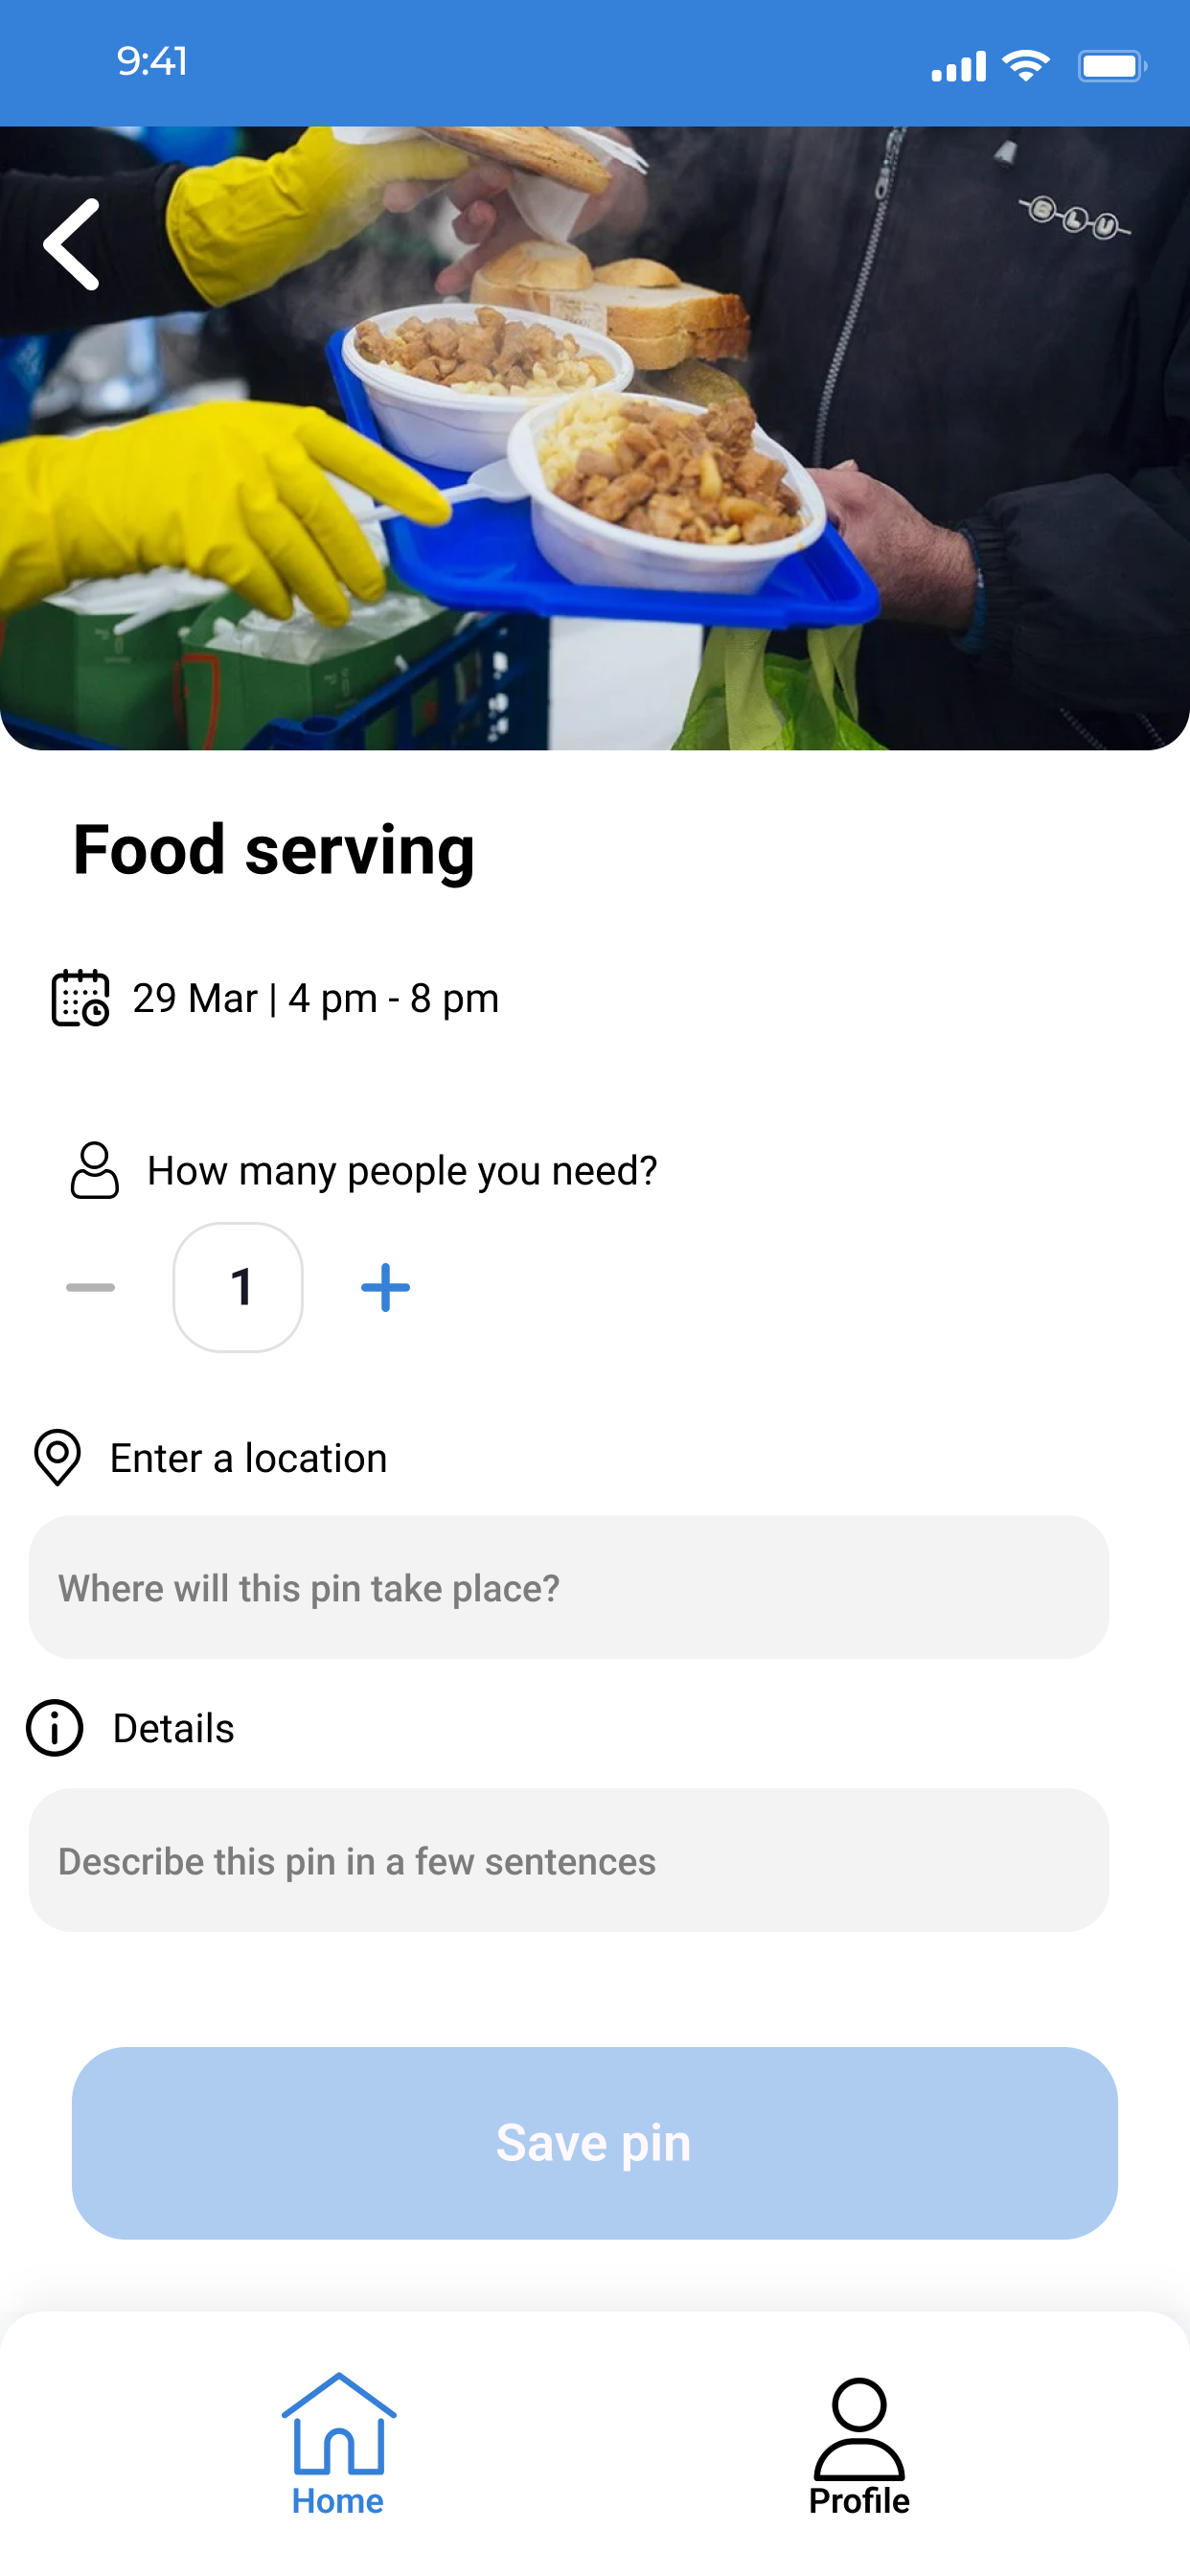 9:41
BLU
Food serving
29 Mar | 4 pm - 8 pm
How many people you need?
1
Enter a location
Where will this pin take place?
Details
Describe this pin in a few sentences
Save pin
Home
Profile